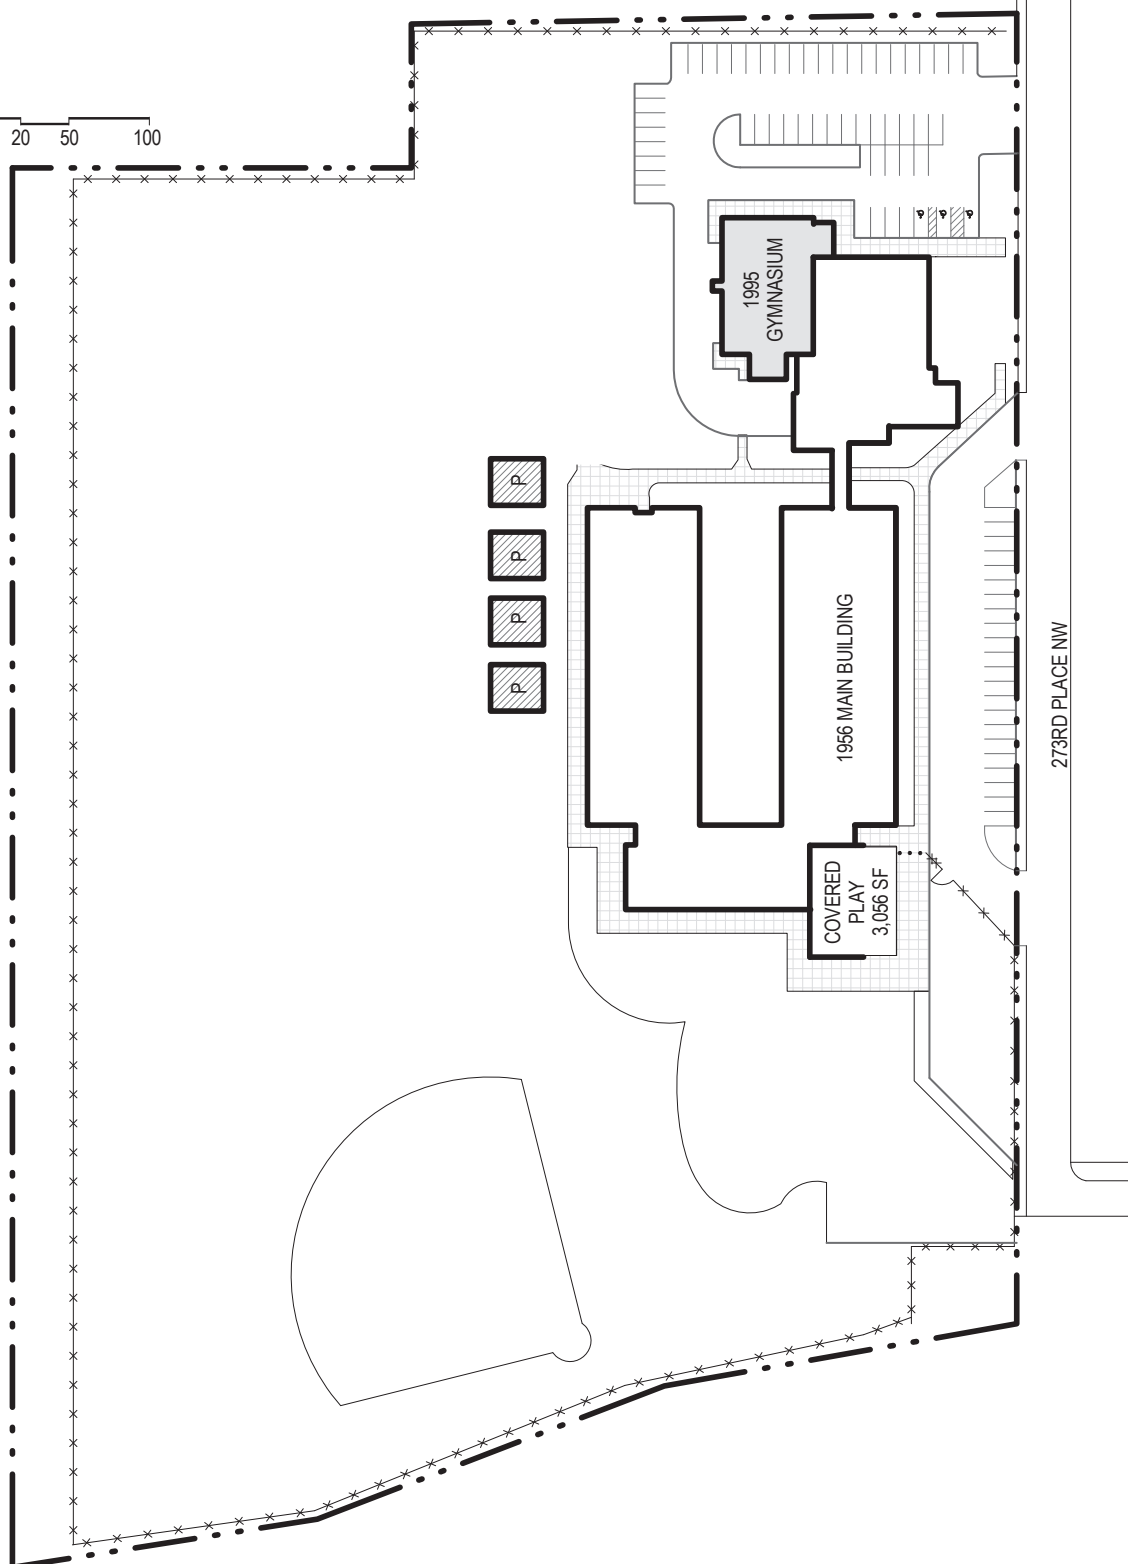 20 50 100
1995
GYMNASIUM
P
P
P
P
1956 MAIN BUILDING
273RD PLACE NW
COVERED
PLAY
3,056 SF